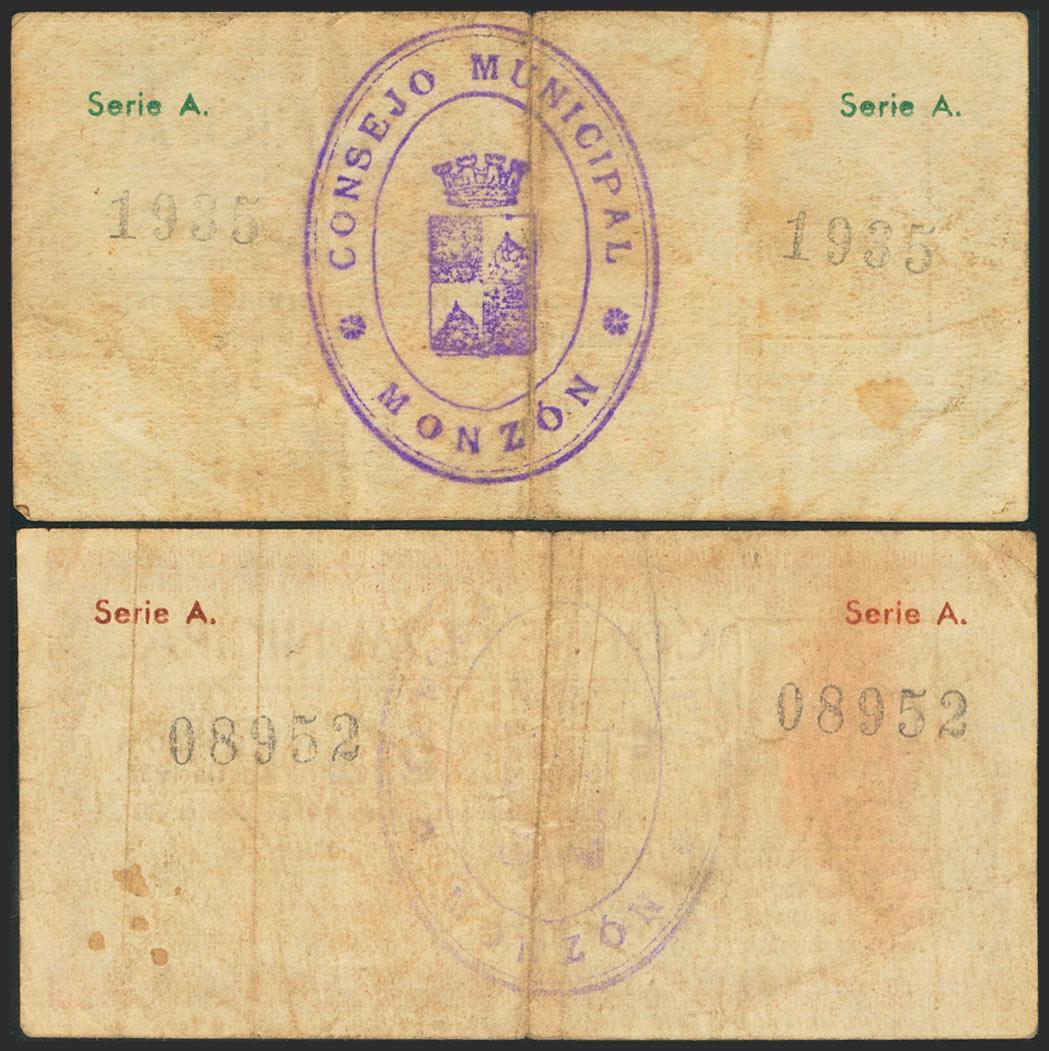 Serie A.
Serie A.
1935
1935
CONSEJO MUNICIPAL
MONZÓN
Serie A.
Serie A.
08952
08952
MONZÓN